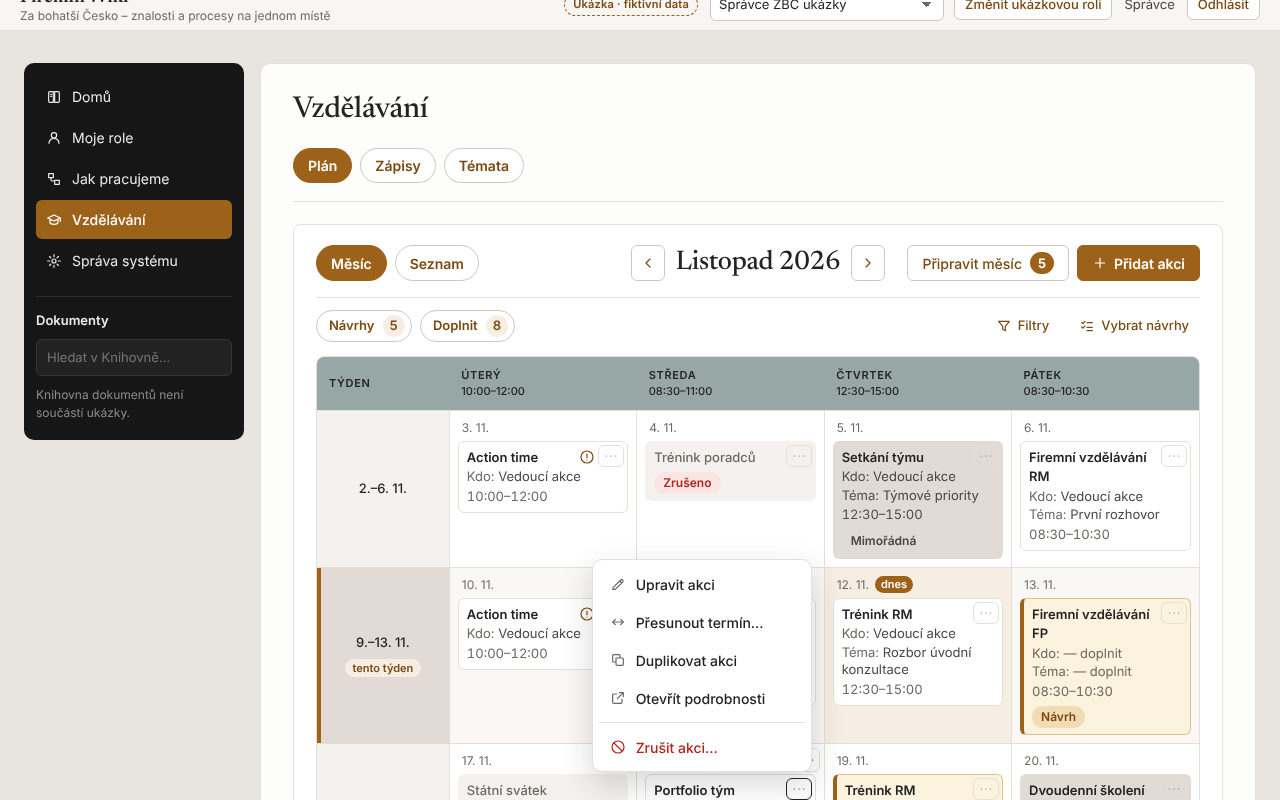 Firemní Wiki
Za bohatší Česko – znalosti a procesy na jednom místě
Ukázka · fiktivní data
Správce ZBC ukázky
Změnit ukázkovou roli
Správce
Odhlásit
Domů
Moje role
Jak pracujeme
Vzdělávání
Správa systému
Dokumenty
Hledat v Knihovně...
Knihovna dokumentů není
součástí ukázky.
Vzdělávání
Plán
Zápisy
Témata
Měsíc
Seznam
Listopad 2026
Připravit měsíc 5
Přidat akci
Návrhy 5
Doplnit 8
Filtry
Vybrat návrhy
TÝDEN
ÚTERÝ
10:00–12:00
STŘEDA
08:30–11:00
ČTVRTEK
12:30–15:00
PÁTEK
08:30–10:30
2.–6. 11.
3. 11.
Action time
Kdo: Vedoucí akce
10:00–12:00
4. 11.
Trénink poradců
Zrušeno
5. 11.
Setkání týmu
Kdo: Vedoucí akce
Téma: Týmové priority
12:30–15:00
Mimořádná
6. 11.
Firemní vzdělávání
RM
Kdo: Vedoucí akce
Téma: První rozhovor
08:30–10:30
9.–13. 11.
tento týden
10. 11.
Action time
Kdo: Vedoucí akce
10:00–12:00
Upravit akci
Přesunout termín...
Duplikovat akci
Otevřít podrobnosti
Zrušit akci...
12. 11. dnes
Trénink RM
Kdo: Vedoucí akce
Téma: Rozbor úvodní
konzultace
12:30–15:00
13. 11.
Firemní vzdělávání
FP
Kdo: — doplnit
Téma: — doplnit
08:30–10:30
Návrh
17. 11.
Státní svátek
Portfolio tým
19. 11.
Trénink RM
20. 11.
Dvoudenní školení